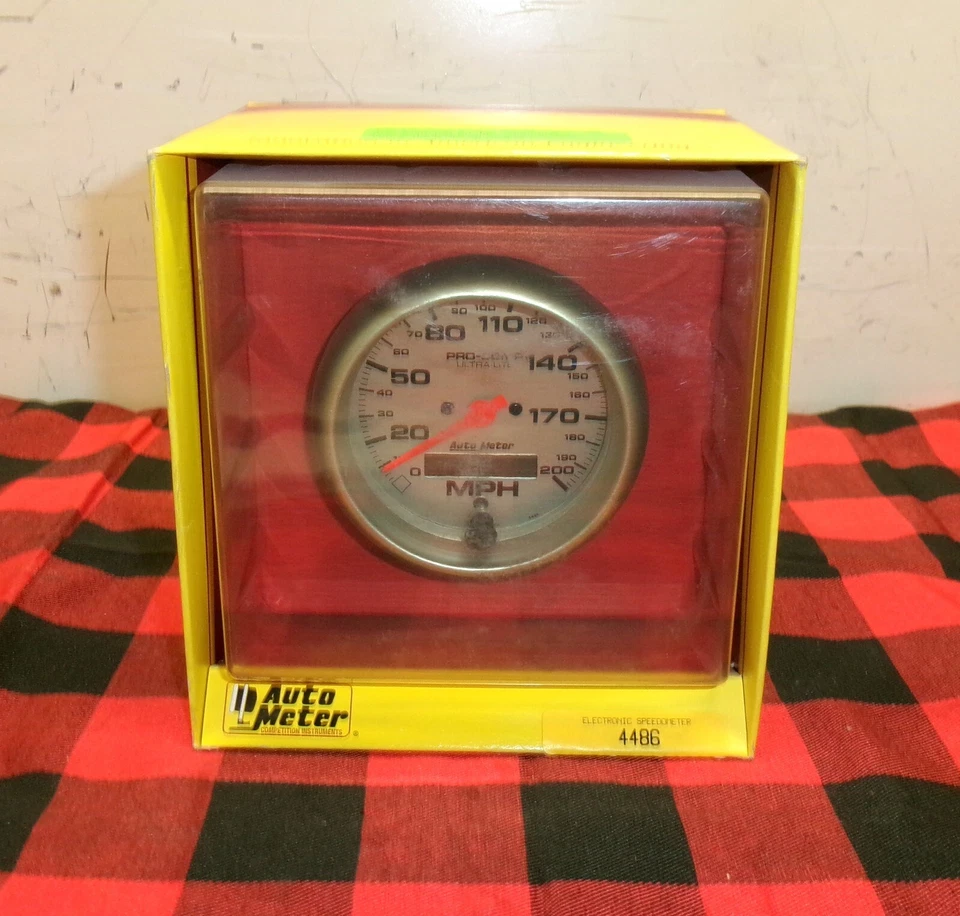 90 100
80 110 120
70 130
60 PRO-COMP 140
ULTRA-LITE
50 150
40 160
30 170
20 Auto Meter 180
190
0 200
MPH
Auto
Meter
COMPETITION INSTRUMENTS
®
ELECTRONIC SPEEDOMETER
4486